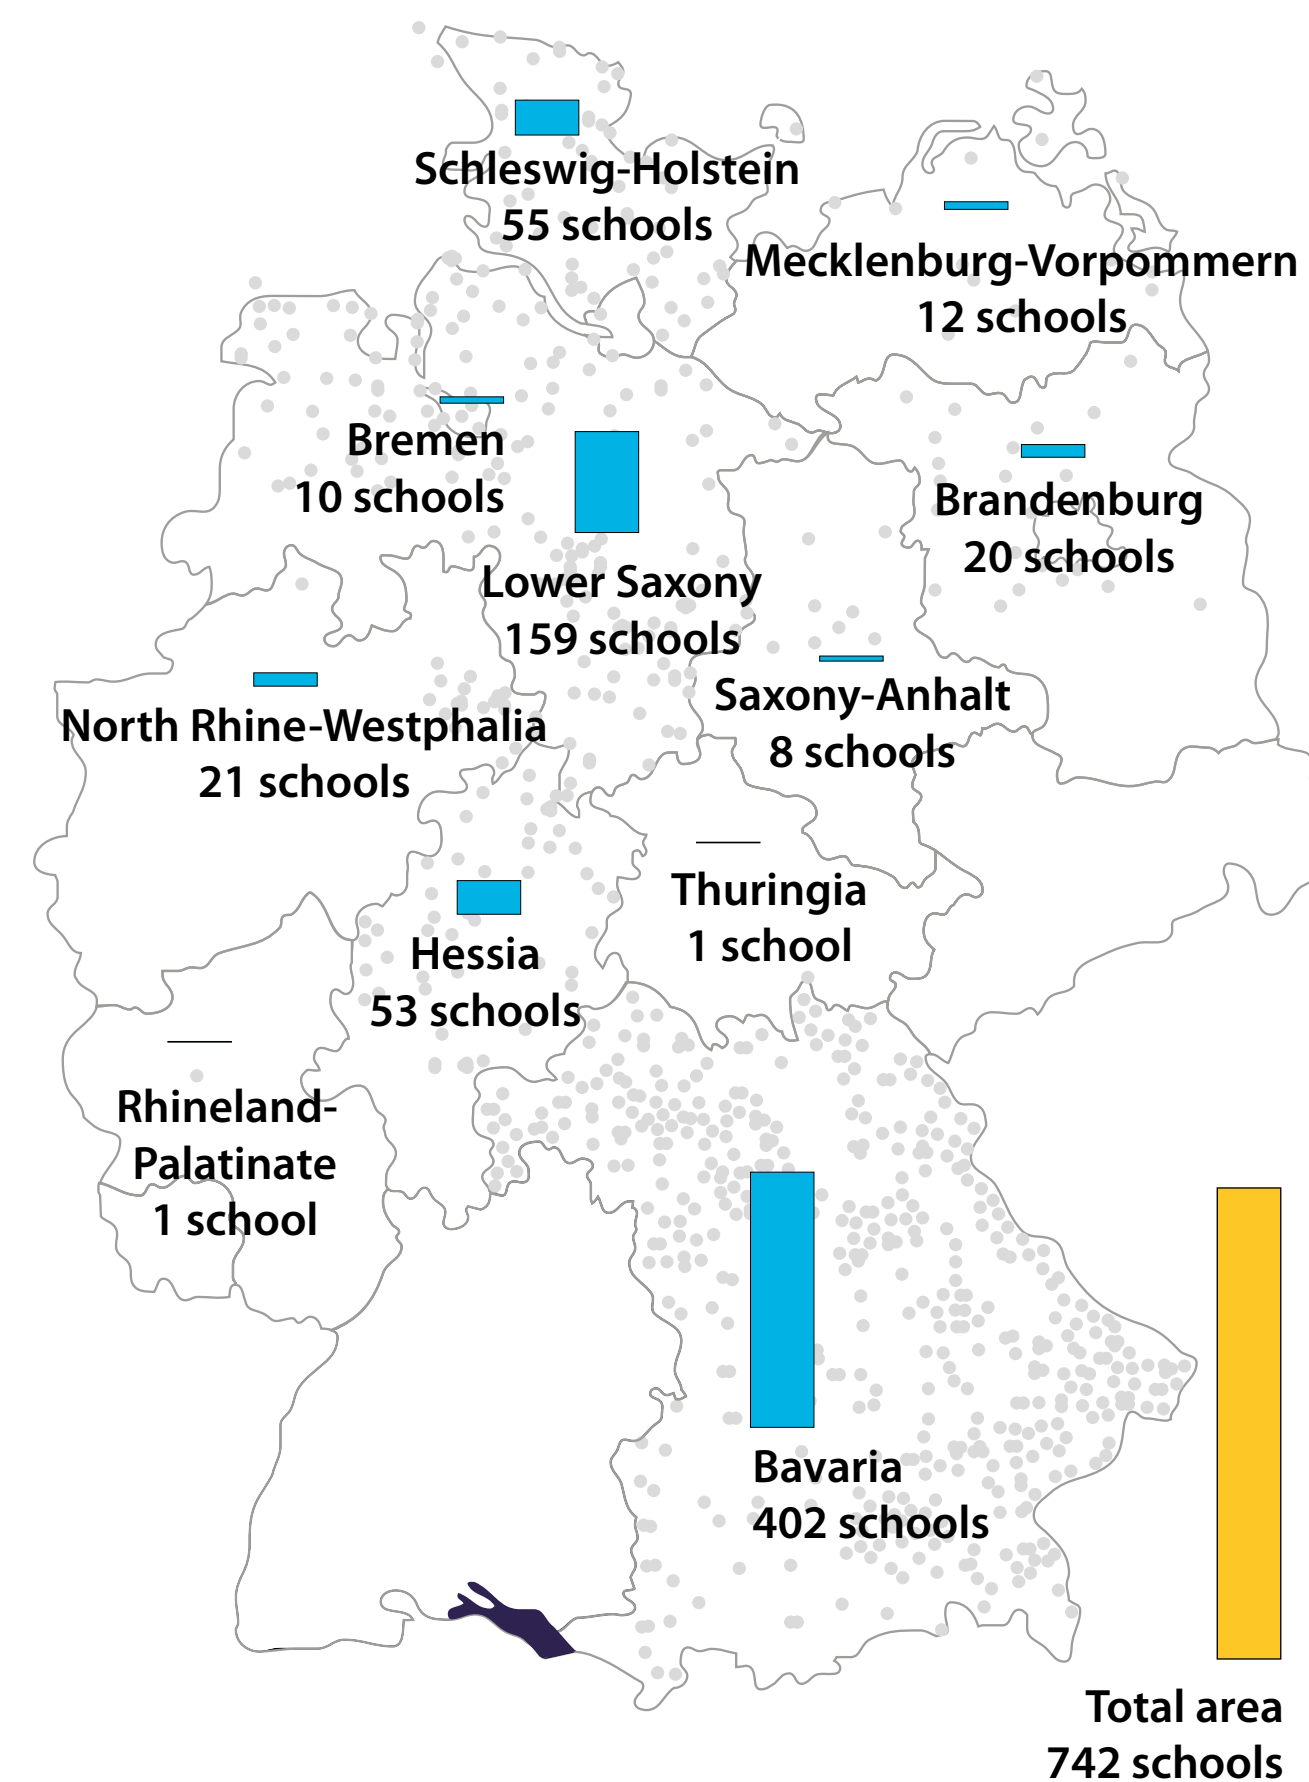 Schleswig-Holstein
55 schools
Mecklenburg-Vorpommern
12 schools
Bremen
10 schools
Brandenburg
20 schools
Lower Saxony
159 schools
North Rhine-Westphalia
21 schools
Saxony-Anhalt
8 schools
Thuringia
1 school
Hessia
53 schools
Rhineland-
Palatinate
1 school
Bavaria
402 schools
Total area
742 schools